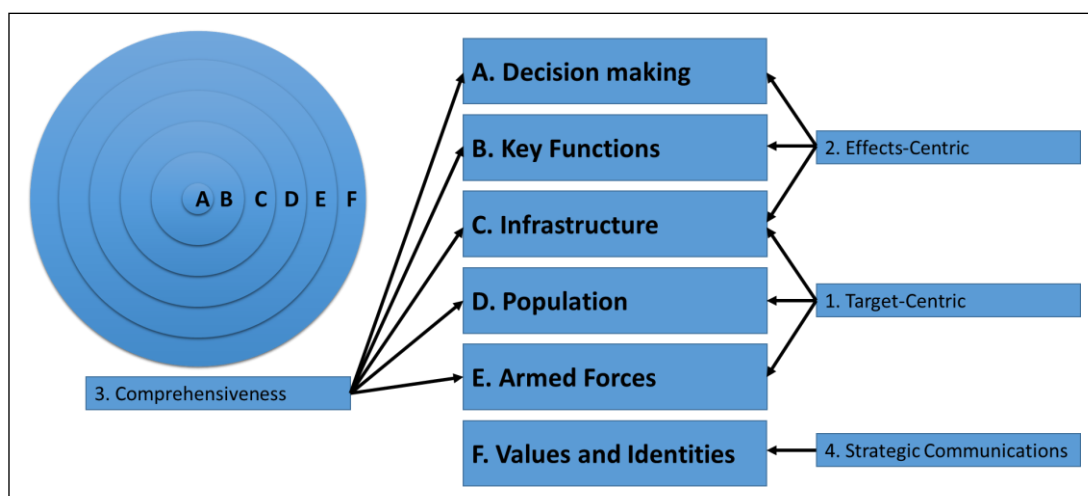 A B C D E F
A. Decision making
B. Key Functions
C. Infrastructure
D. Population
E. Armed Forces
F. Values and Identities
2. Effects-Centric
1. Target-Centric
3. Comprehensiveness
4. Strategic Communications